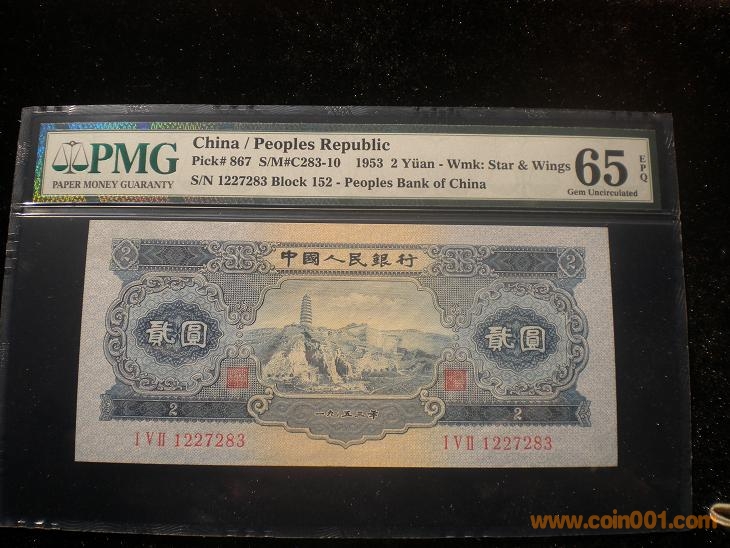 PMG
PAPER MONEY GUARANTY
China / Peoples Republic
Pick# 867 S/M#C283-10 1953 2 Yüan - Wmk: Star & Wings
S/N 1227283 Block 152 - Peoples Bank of China
65 EPQ
Gem Uncirculated
2 中國人民銀行 2
貳圓 貳圓
2 一九五三年 2
I V II 1227283 I V II 1227283
www.coin001.com